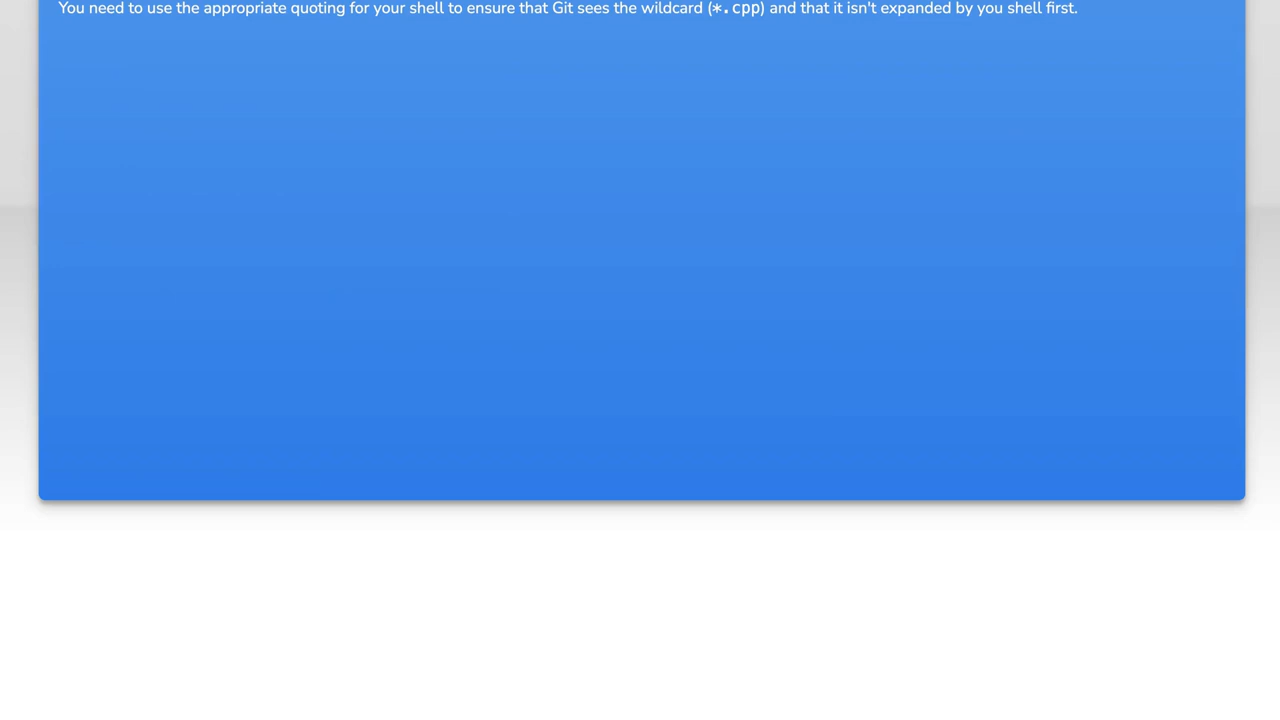 You need to use the appropriate quoting for your shell to ensure that Git sees the wildcard (*.cpp) and that it isn't expanded by you shell first.